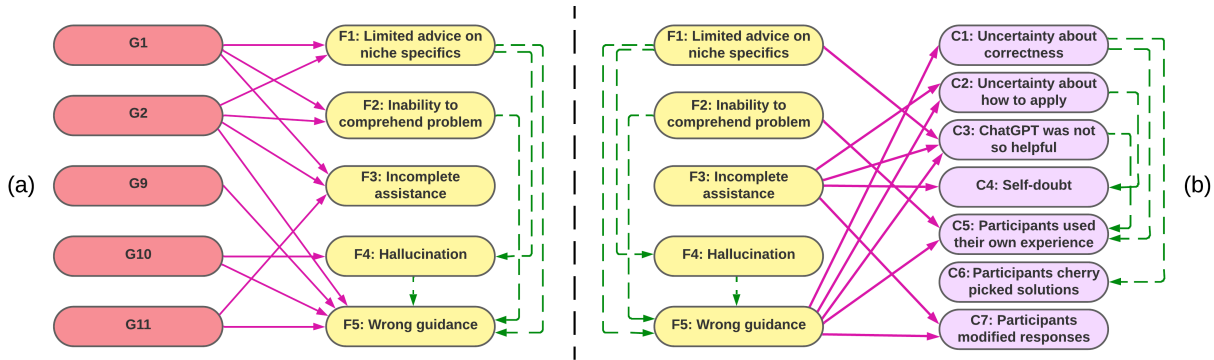 (a)
G1
G2
G9
G10
G11
F1: Limited advice on
niche specifics
F2: Inability to
comprehend problem
F3: Incomplete
assistance
F4: Hallucination
F5: Wrong guidance
F1: Limited advice on
niche specifics
F2: Inability to
comprehend problem
F3: Incomplete
assistance
F4: Hallucination
F5: Wrong guidance
C1: Uncertainty about
correctness
C2: Uncertainty about
how to apply
C3: ChatGPT was not
so helpful
C4: Self-doubt
C5: Participants used
their own experience
C6: Participants cherry
picked solutions
C7: Participants
modified responses
(b)